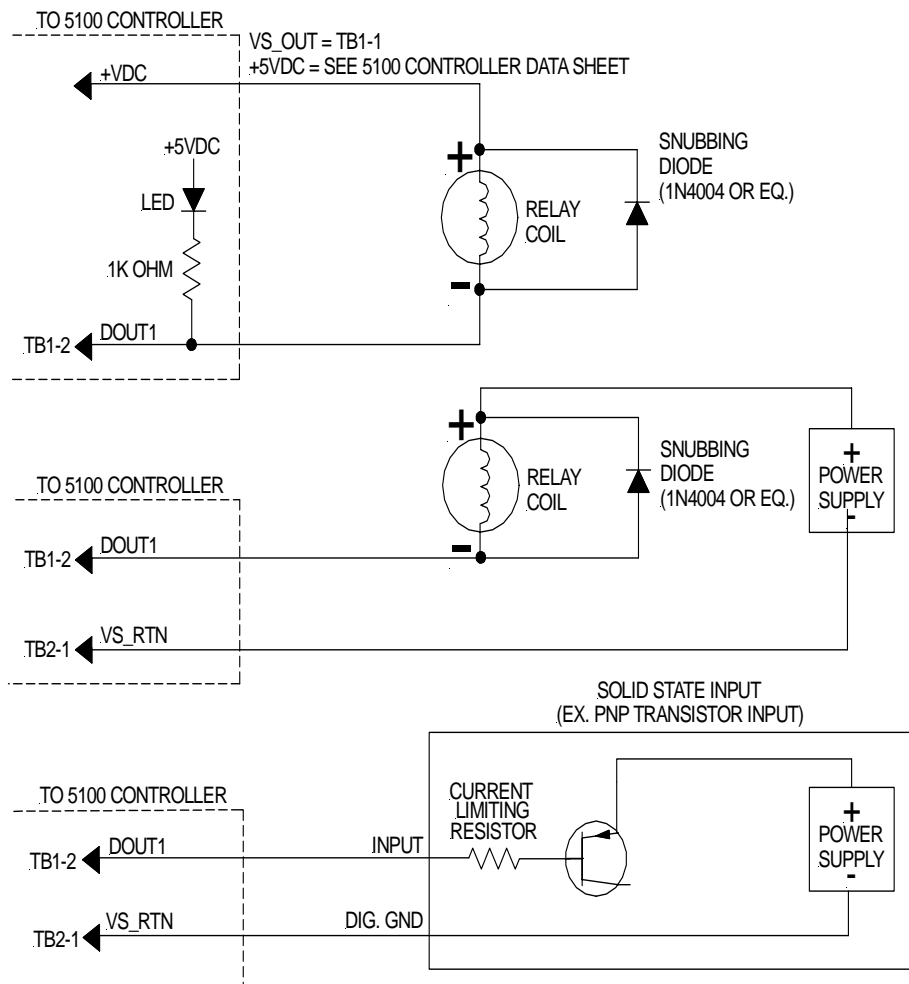 TO 5100 CONTROLLER
VS_OUT = TB1-1
+5VDC = SEE 5100 CONTROLLER DATA SHEET
+VDC
+5VDC
LED
1K OHM
TB1-2
DOUT1
+
-
RELAY
COIL
SNUBBING
DIODE
(1N4004 OR EQ.)
TO 5100 CONTROLLER
TB1-2
DOUT1
TB2-1
VS_RTN
+
-
RELAY
COIL
SNUBBING
DIODE
(1N4004 OR EQ.)
+
POWER
SUPPLY
-
SOLID STATE INPUT
(EX. PNP TRANSISTOR INPUT)
TO 5100 CONTROLLER
TB1-2
DOUT1
INPUT
TB2-1
VS_RTN
DIG. GND
CURRENT
LIMITING
RESISTOR
+
POWER
SUPPLY
-